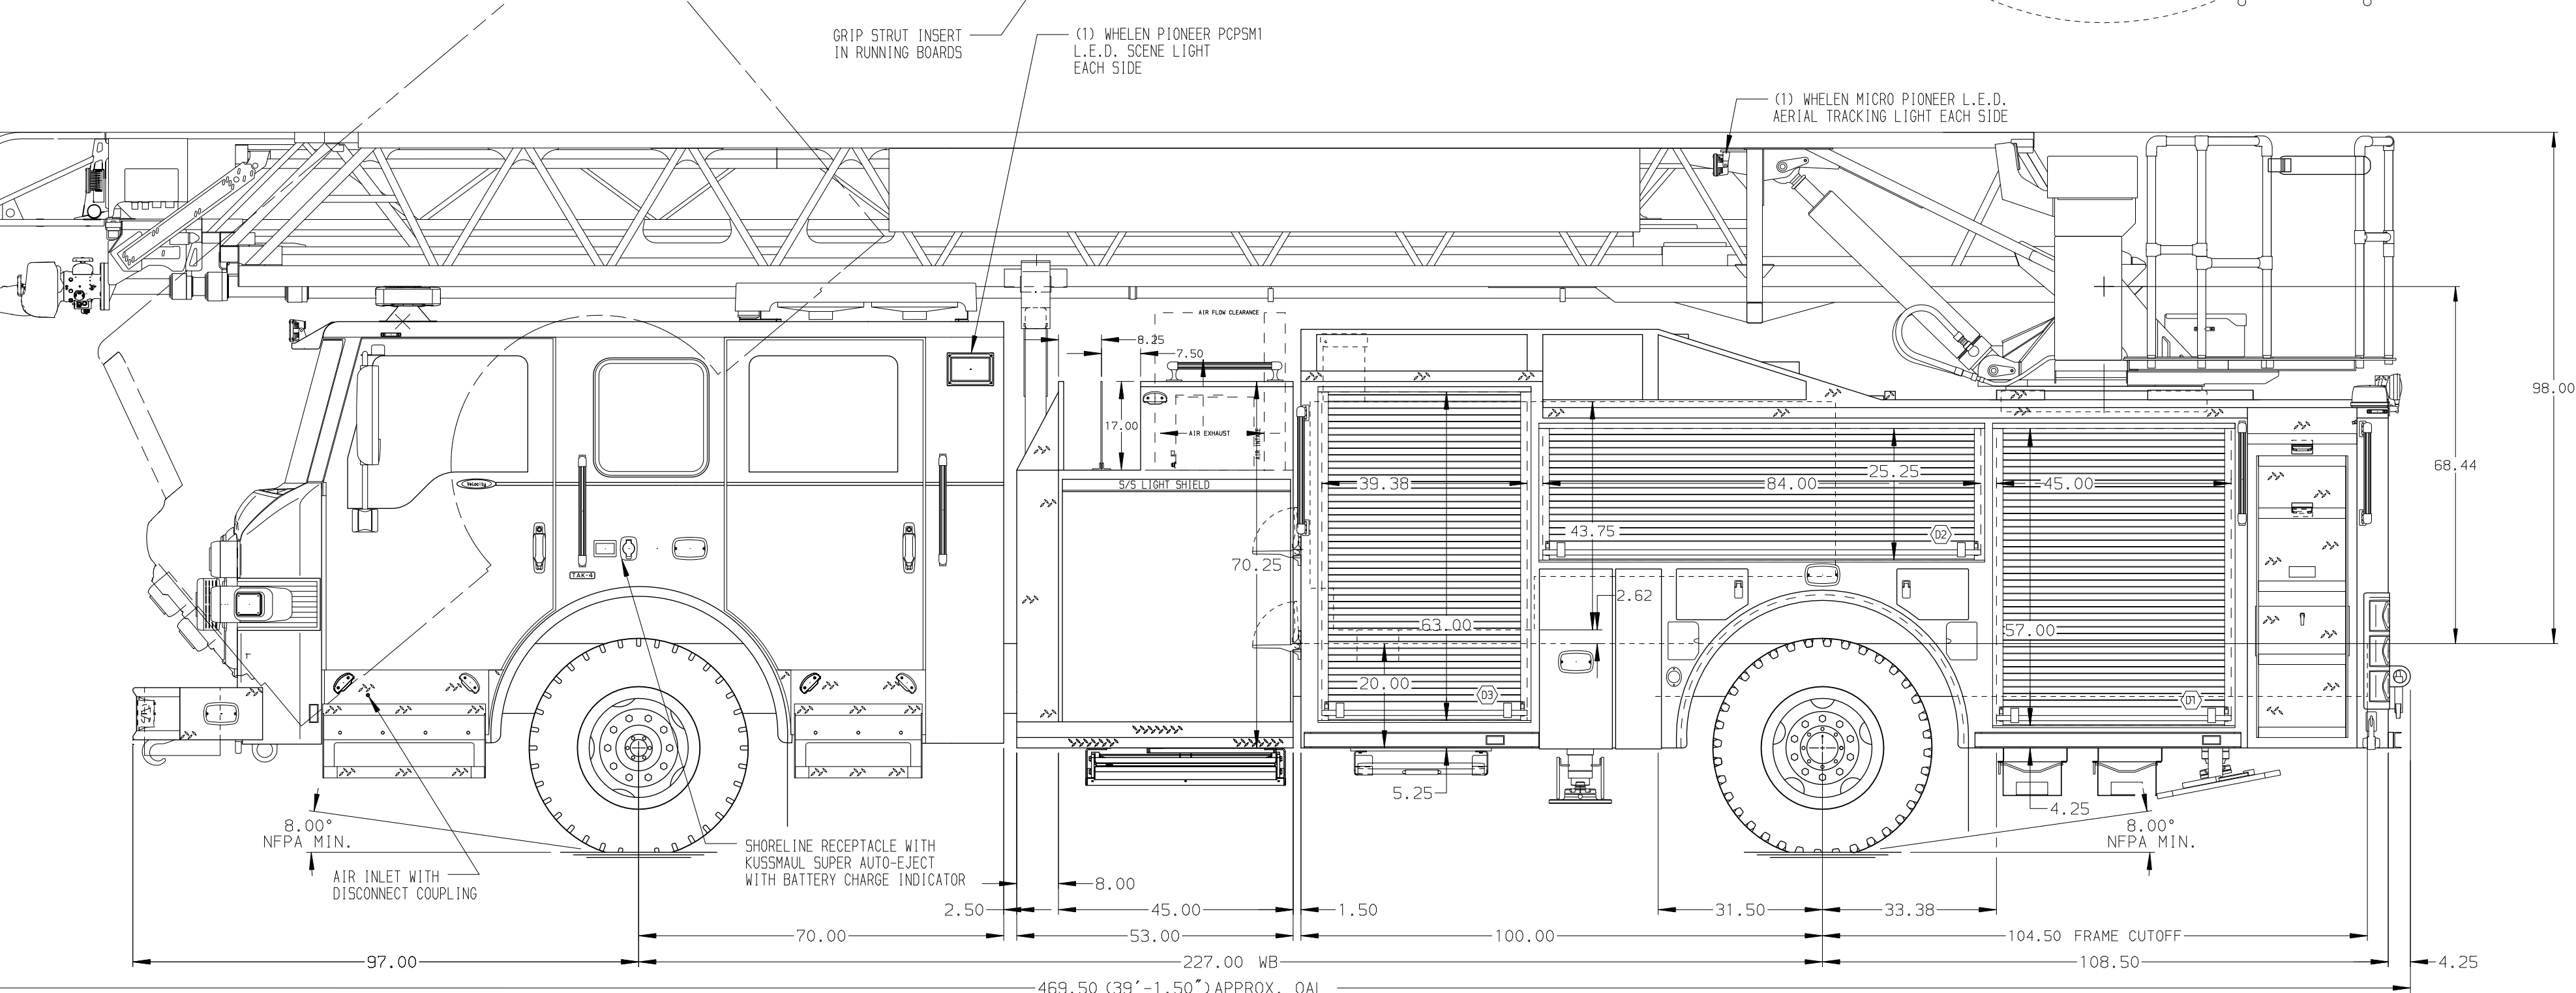 GRIP STRUT INSERT
IN RUNNING BOARDS
(1) WHELEN PIONEER PCPSM1
L.E.D. SCENE LIGHT
EACH SIDE
(1) WHELEN MICRO PIONEER L.E.D.
AERIAL TRACKING LIGHT EACH SIDE
AIR FLOW CLEARANCE
8.25
7.50
98.00
17.00
AIR EXHAUST
AIR INTAKE
68.44
25.25
S/S LIGHT SHIELD
39.38
84.00
45.00
Velocity
43.75
D2
70.25
TAK-4
2.62
63.00
57.00
20.00
D3
D1
5.25
4.25
8.00°
NFPA MIN.
8.00°
NFPA MIN.
SHORELINE RECEPTACLE WITH
KUSSMAUL SUPER AUTO-EJECT
WITH BATTERY CHARGE INDICATOR
AIR INLET WITH
DISCONNECT COUPLING
8.00
2.50
45.00
1.50
31.50
33.38
70.00
53.00
100.00
104.50 FRAME CUTOFF
97.00
227.00 WB
108.50
4.25
469.50 (39'-1.50") APPROX. OAL